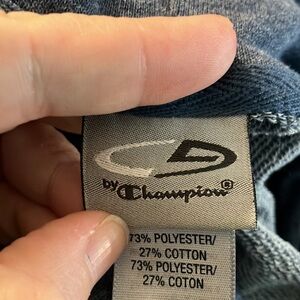 by Champion®
73% POLYESTER/
27% COTTON
73% POLYESTER/
27% COTON